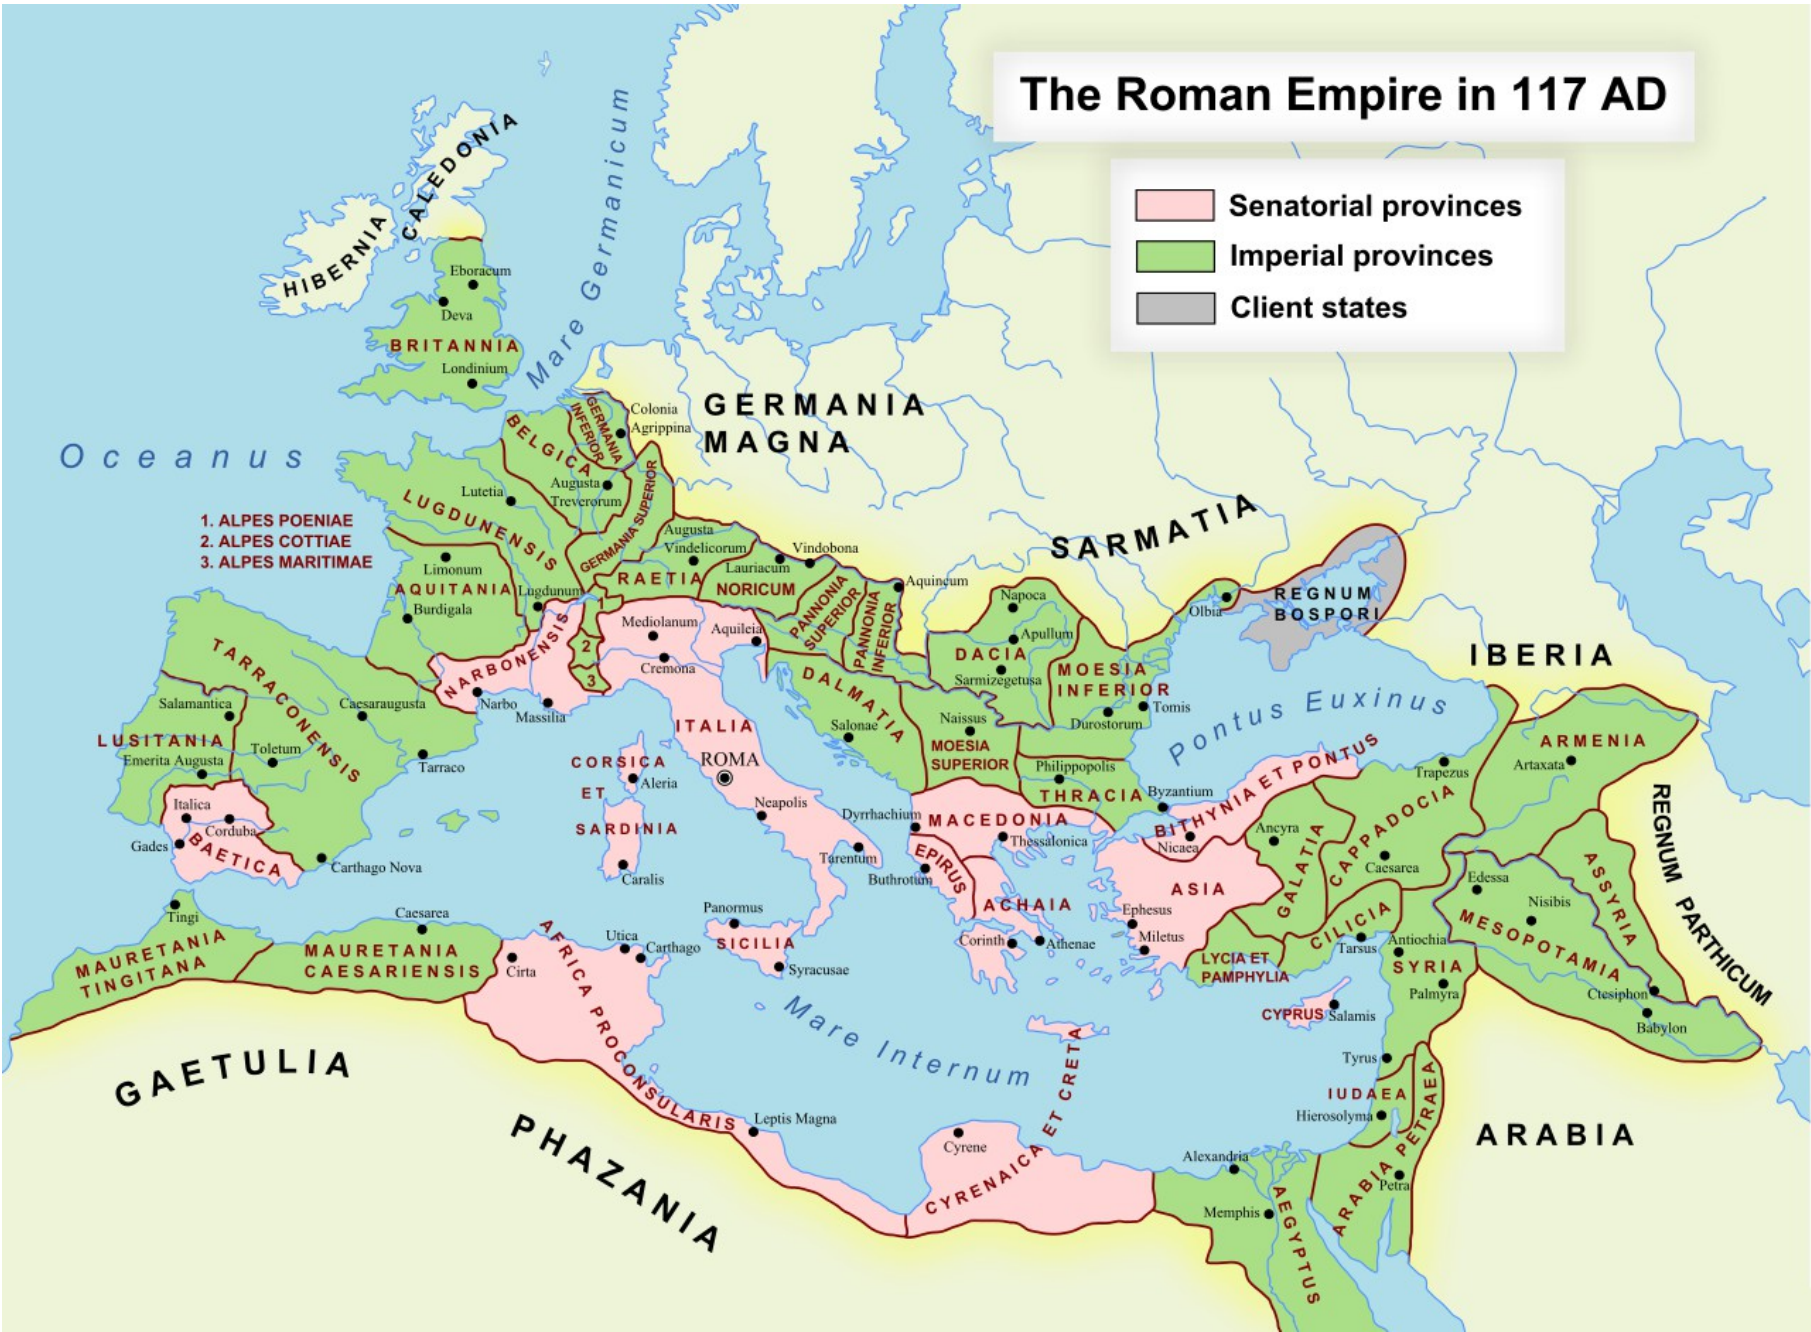 The Roman Empire in 117 AD
Senatorial provinces
Imperial provinces
Client states
CALEDONIA
HIBERNIA
Mare Germanicum
Eboracum
Deva
BRITANNIA
Londinium
Oceanus
GERMANIA
MAGNA
SARMATIA
IBERIA
1. ALPES POENIAE
2. ALPES COTTIAE
3. ALPES MARITIMAE
GERMANIA
INFERIOR
Colonia
Agrippina
BELGICA
Augusta
Treverorum
GERMANIA SUPERIOR
Lutetia
LUGDUNENSIS
Limonum
AQUITANIA
Lugdunum
Burdigala
Augusta
Vindelicorum
RAETIA
Lauriacum
NORICUM
Vindobona
PANNONIA
SUPERIOR
PANNONIA
INFERIOR
Aquincum
1
2
3
NARBONENSIS
Narbo
Massilia
Mediolanum
Aquileia
Cremona
ITALIA
ROMA
Neapolis
Tarentum
CORSICA
ET
SARDINIA
Aleria
Caralis
Panormus
SICILIA
Syracusae
TARRACONENSIS
Salamantica
Caesaraugusta
LUSITANIA
Toletum
Emerita Augusta
Tarraco
Italica
Corduba
Gades
BAETICA
Carthago Nova
Tingi
MAURETANIA
TINGITANA
Caesarea
MAURETANIA
CAESARIENSIS
Cirta
Utica
Carthago
AFRICA PROCONSULARIS
Leptis Magna
GAETULIA
PHAZANIA
Mare Internum
DALMATIA
Salonae
Napoca
Apullum
DACIA
Sarmizegetusa
MOESIA
INFERIOR
Tomis
Durostorum
Naissus
MOESIA
SUPERIOR
Philippopolis
THRACIA
Byzantium
Olbia
REGNUM
BOSPORI
Pontus Euxinus
Dyrrhachium
MACEDONIA
Thessalonica
EPIRUS
Buthrotum
ACHAIA
Corinth
Athenae
BITHYNIA ET PONTUS
Nicaea
Ancyra
GALATIA
CAPPADOCIA
Caesarea
Trapezus
ASIA
Ephesus
Miletus
LYCIA ET
PAMPHYLIA
CILICIA
Tarsus
Antiochia
SYRIA
Palmyra
CYPRUS
Salamis
ARMENIA
Artaxata
Edessa
Nisibis
MESOPOTAMIA
ASSYRIA
Ctesiphon
Babylon
REGNUM PARTHICUM
Tyrus
IUDAEA
Hierosolyma
ARABIA PETRAEA
Petra
ARABIA
CYRENAICA ET CRETA
Cyrene
Alexandria
Memphis
AEGYPTUS